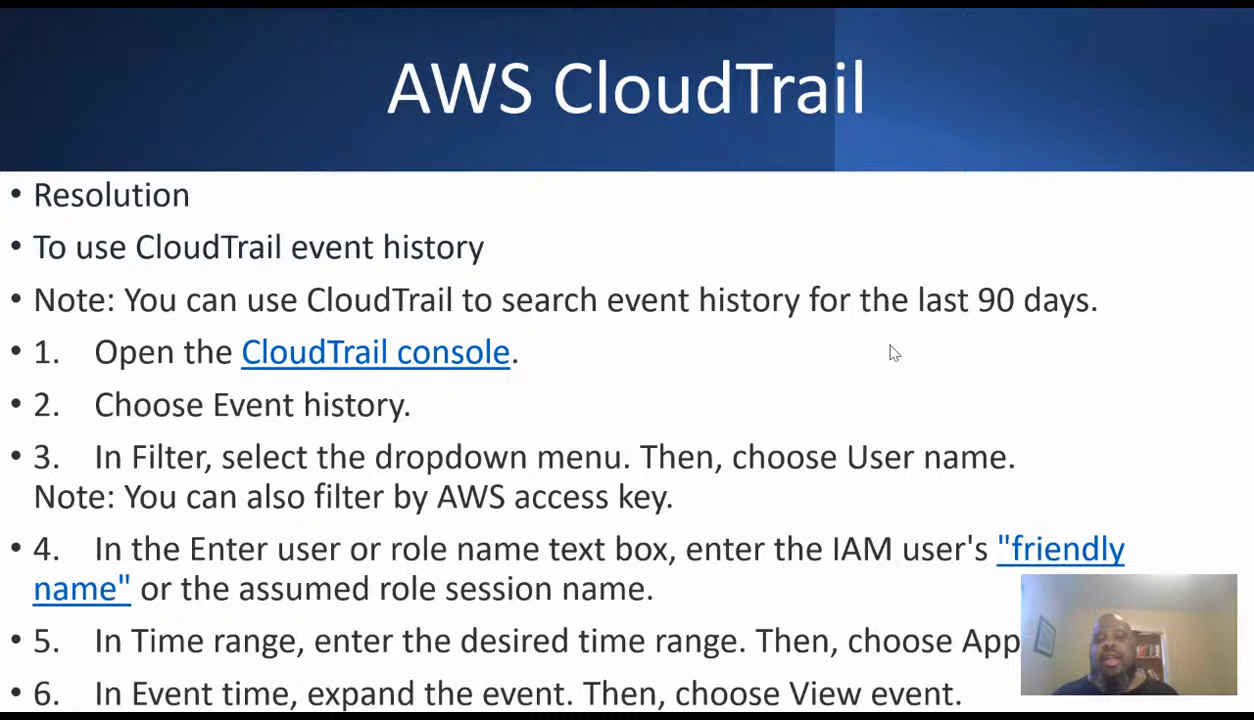 AWS CloudTrail
• Resolution
• To use CloudTrail event history
• Note: You can use CloudTrail to search event history for the last 90 days.
• 1. Open the CloudTrail console.
• 2. Choose Event history.
• 3. In Filter, select the dropdown menu. Then, choose User name.
Note: You can also filter by AWS access key.
• 4. In the Enter user or role name text box, enter the IAM user's "friendly
name" or the assumed role session name.
• 5. In Time range, enter the desired time range. Then, choose
• 6. In Event time, expand the event. Then, choose View event.